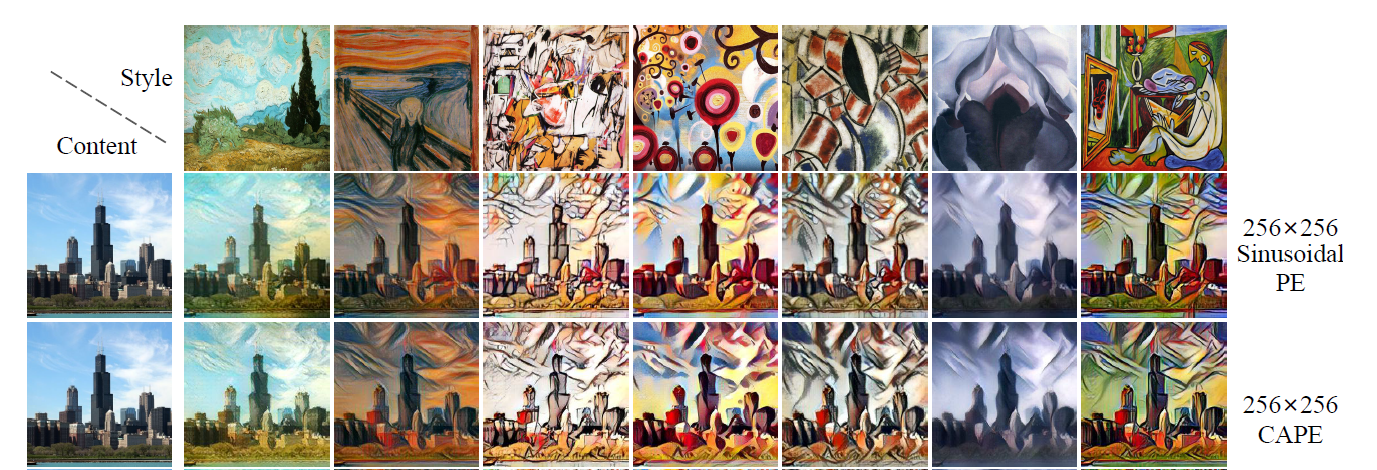 Style
Content
256×256
Sinusoidal
PE
256×256
CAPE